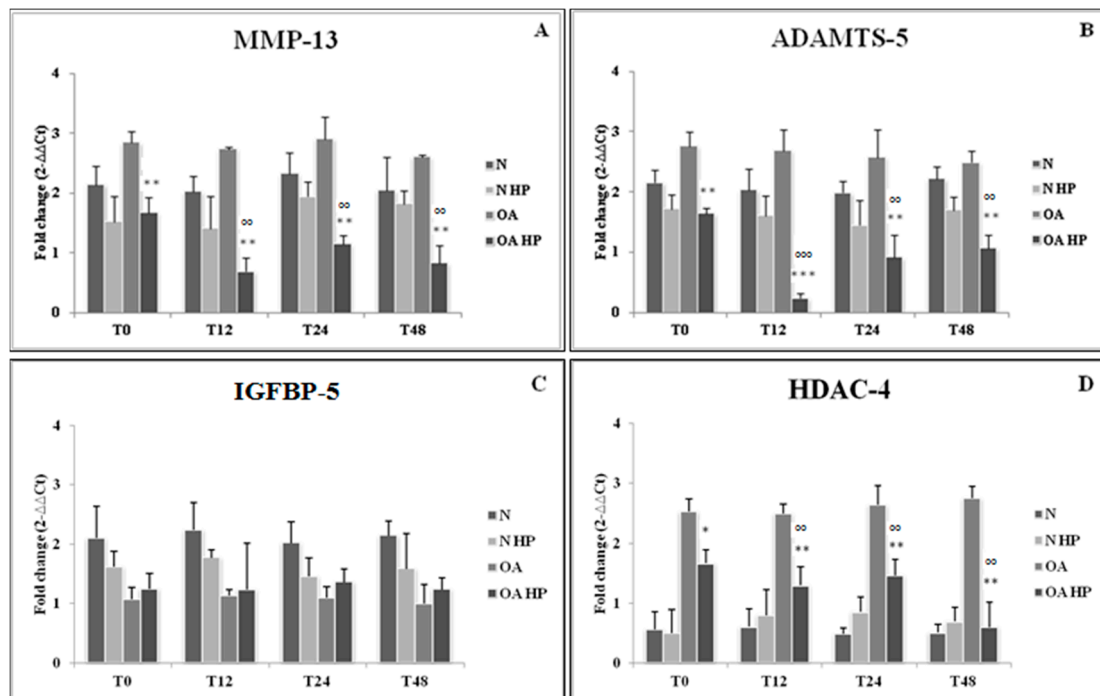 MMP-13
A
Fold change (2-ΔΔCt)
4
3
2
1
0
**
∞
**
∞
**
∞
**
T0
T12
T24
T48
N
N HP
OA
OA HP
ADAMTS-5
B
Fold change (2-ΔΔCt)
4
3
2
1
0
**
∞∞
***
∞
**
∞
**
T0
T12
T24
T48
N
N HP
OA
OA HP
IGFBP-5
C
Fold change (2-ΔΔCt)
4
3
2
1
0
T0
T12
T24
T48
N
N HP
OA
OA HP
HDAC-4
D
Fold change (2-ΔΔCt)
4
3
2
1
0
*
∞
**
∞
**
∞
**
T0
T12
T24
T48
N
N HP
OA
OA HP